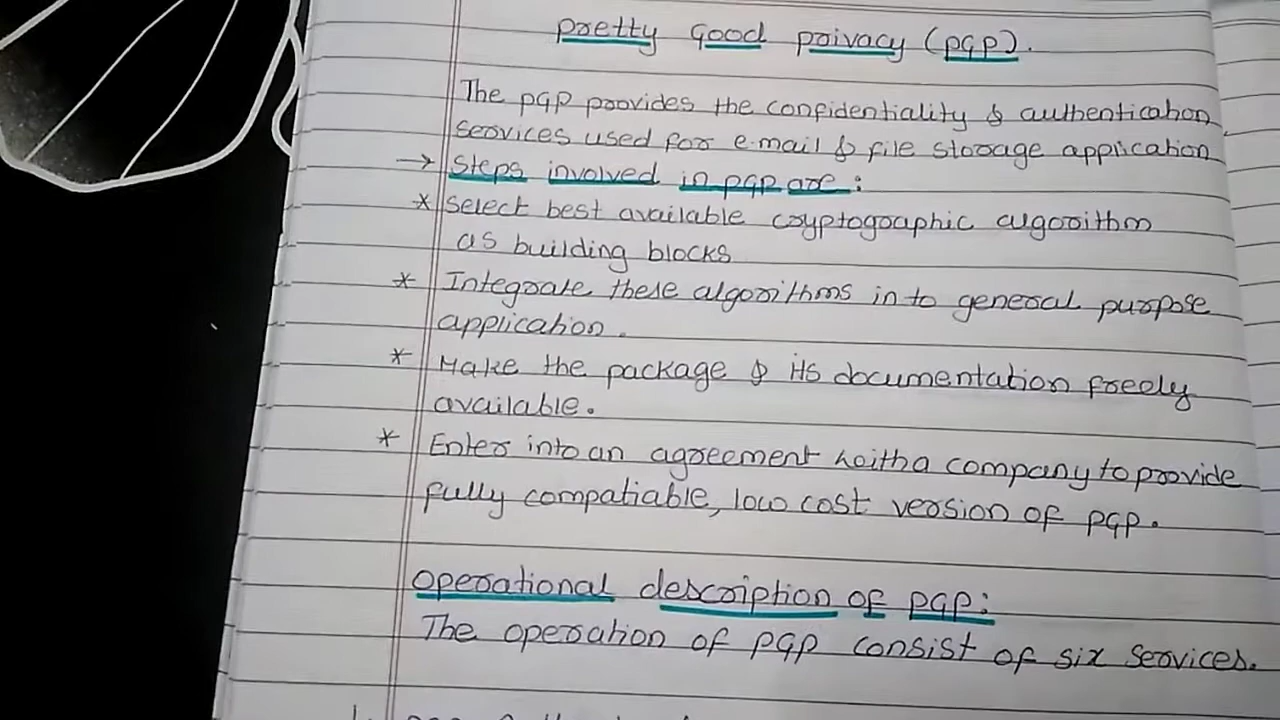 Pretty Good Privacy (PGP).
The PGP provides the confidentiality & authentication
services used for e-mail & file storage application
→ Steps involved in PGP are:
* Select best available cryptographic algorithm
as building blocks
* Integrate these algorithms in to general purpose
application.
* Make the package & its documentation freely
available.
* Enter into an agreement with a company to provide
fully compatiable, low cost version of PGP.
Operational description of PGP:
The operation of PGP consist of six services.